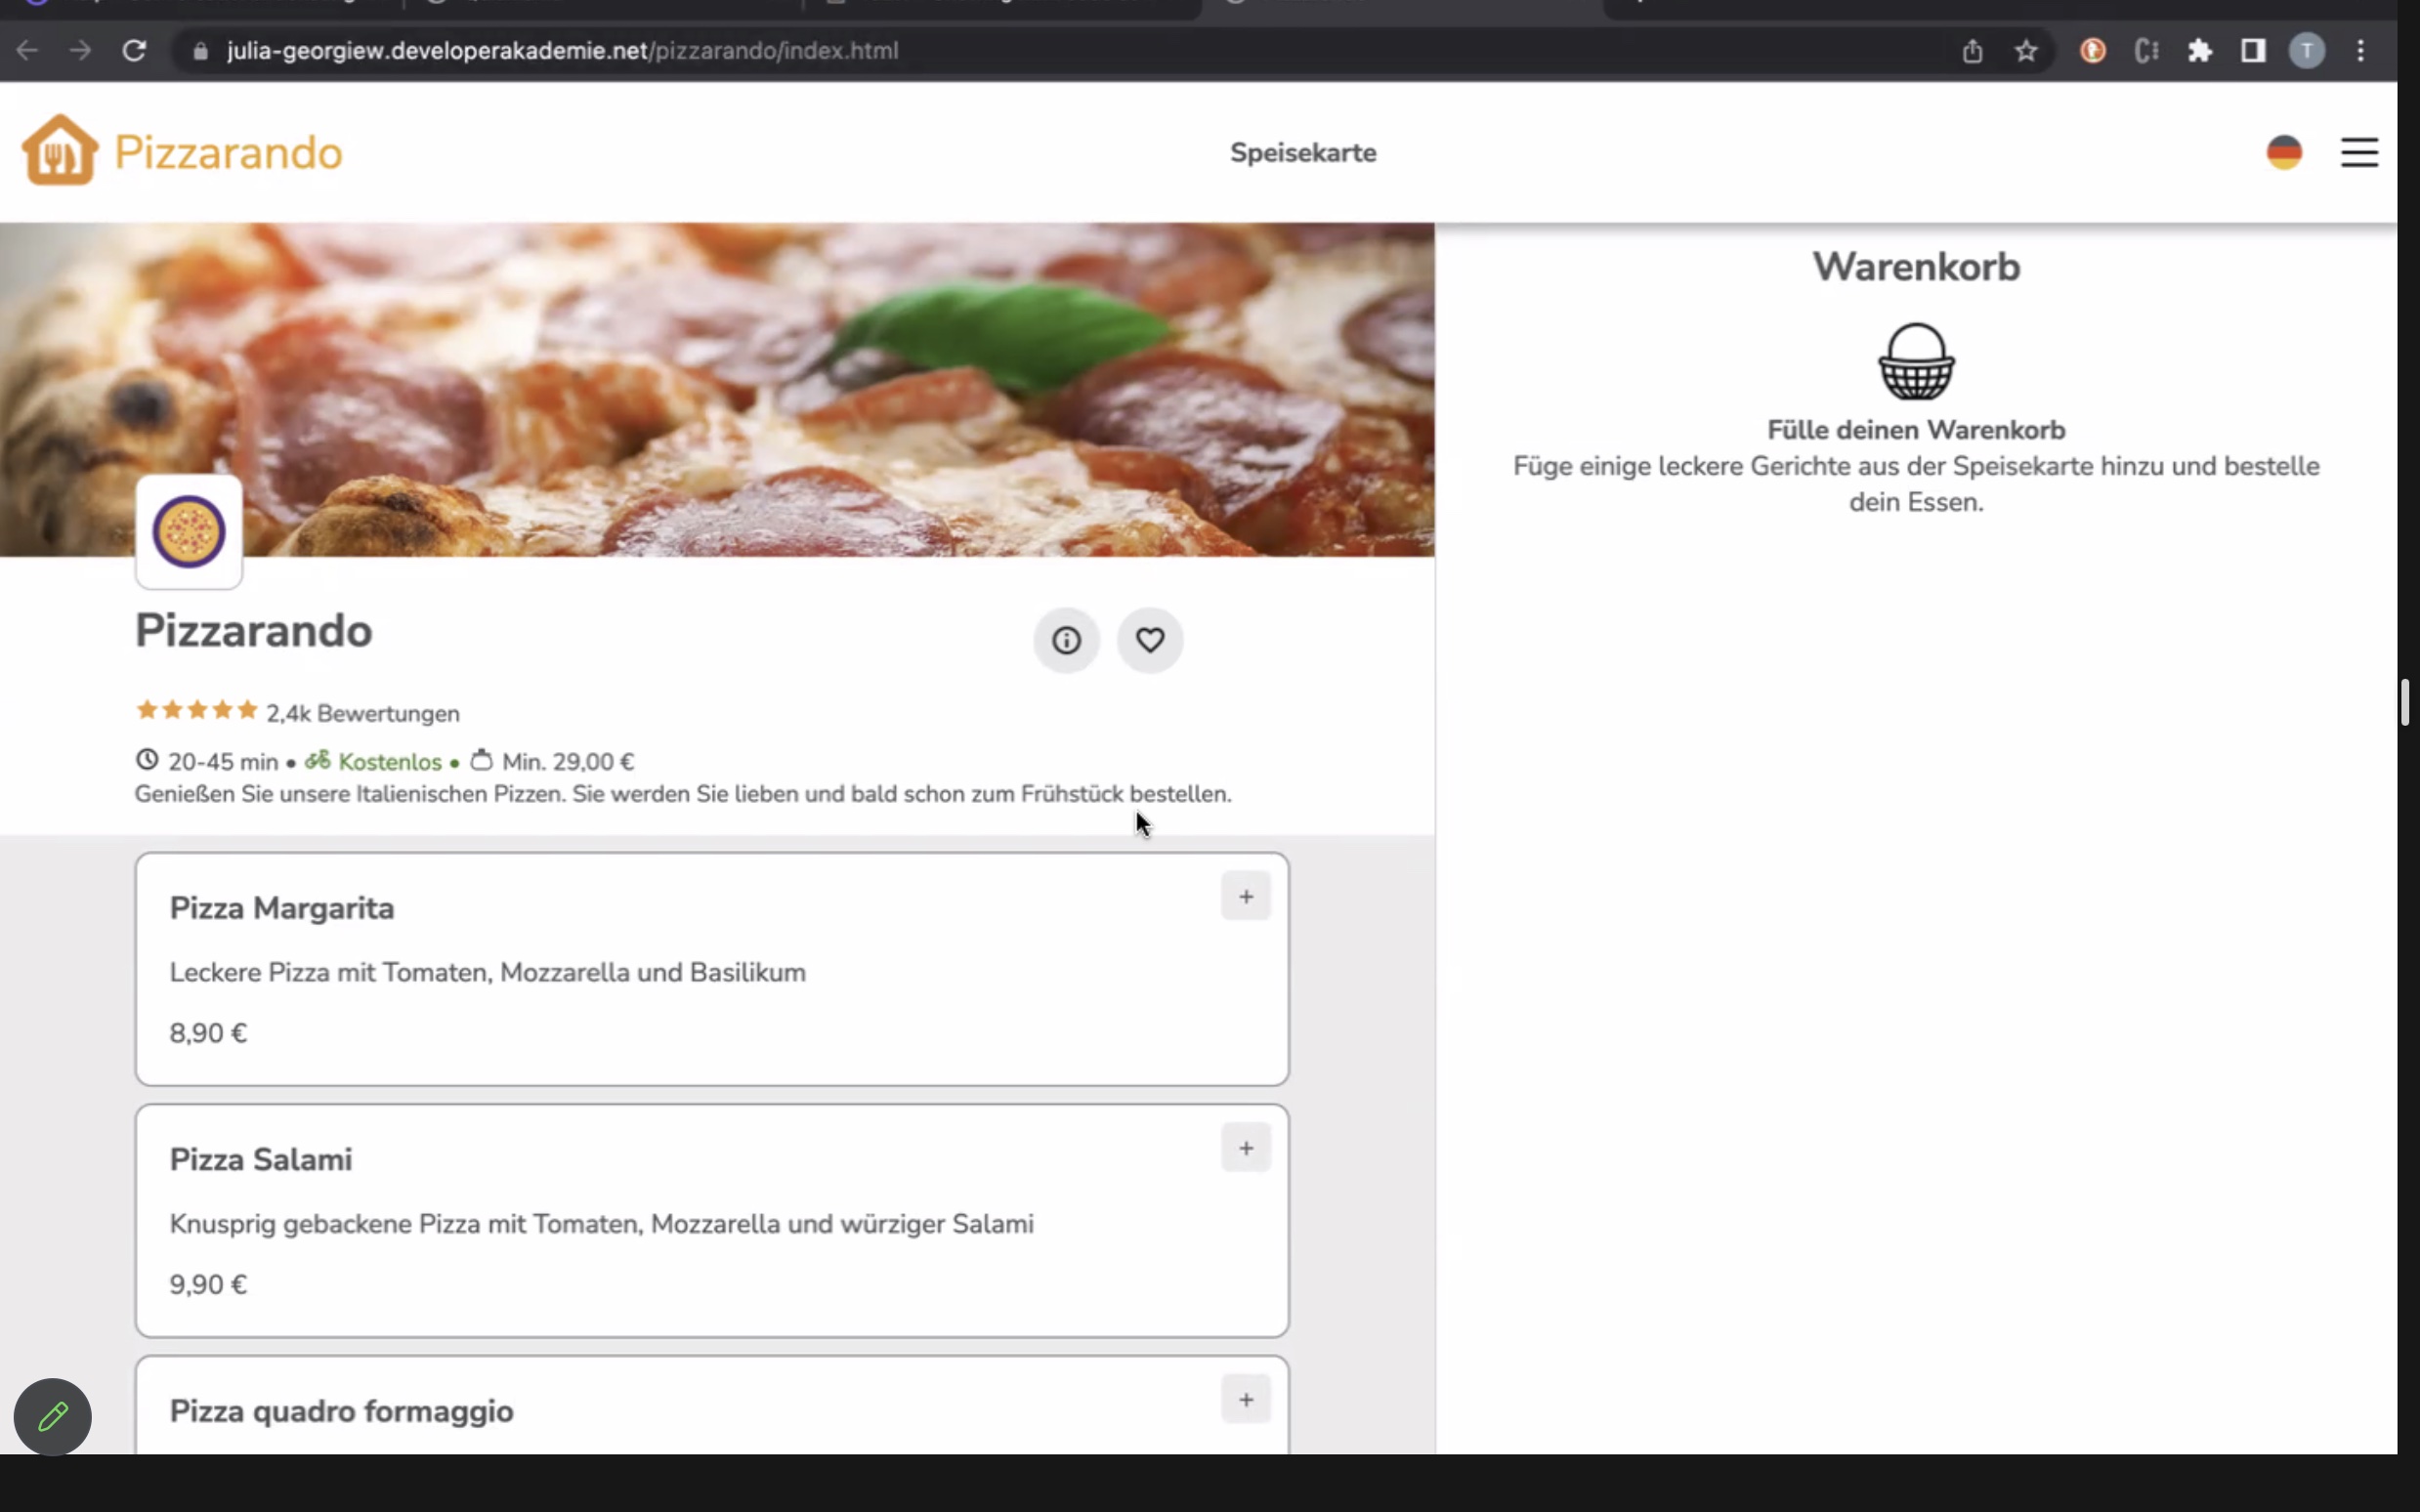 julia-georgiew.developerakademie.net/pizzarando/index.html
T
Pizzarando
Speisekarte
Warenkorb
Fülle deinen Warenkorb
Füge einige leckere Gerichte aus der Speisekarte hinzu und bestelle
dein Essen.
Pizzarando
2,4k Bewertungen
20-45 min • Kostenlos • Min. 29,00 €
Genießen Sie unsere Italienischen Pizzen. Sie werden Sie lieben und bald schon zum Frühstück bestellen.
Pizza Margarita
+
Leckere Pizza mit Tomaten, Mozzarella und Basilikum
8,90 €
Pizza Salami
+
Knusprig gebackene Pizza mit Tomaten, Mozzarella und würziger Salami
9,90 €
Pizza quadro formaggio
+